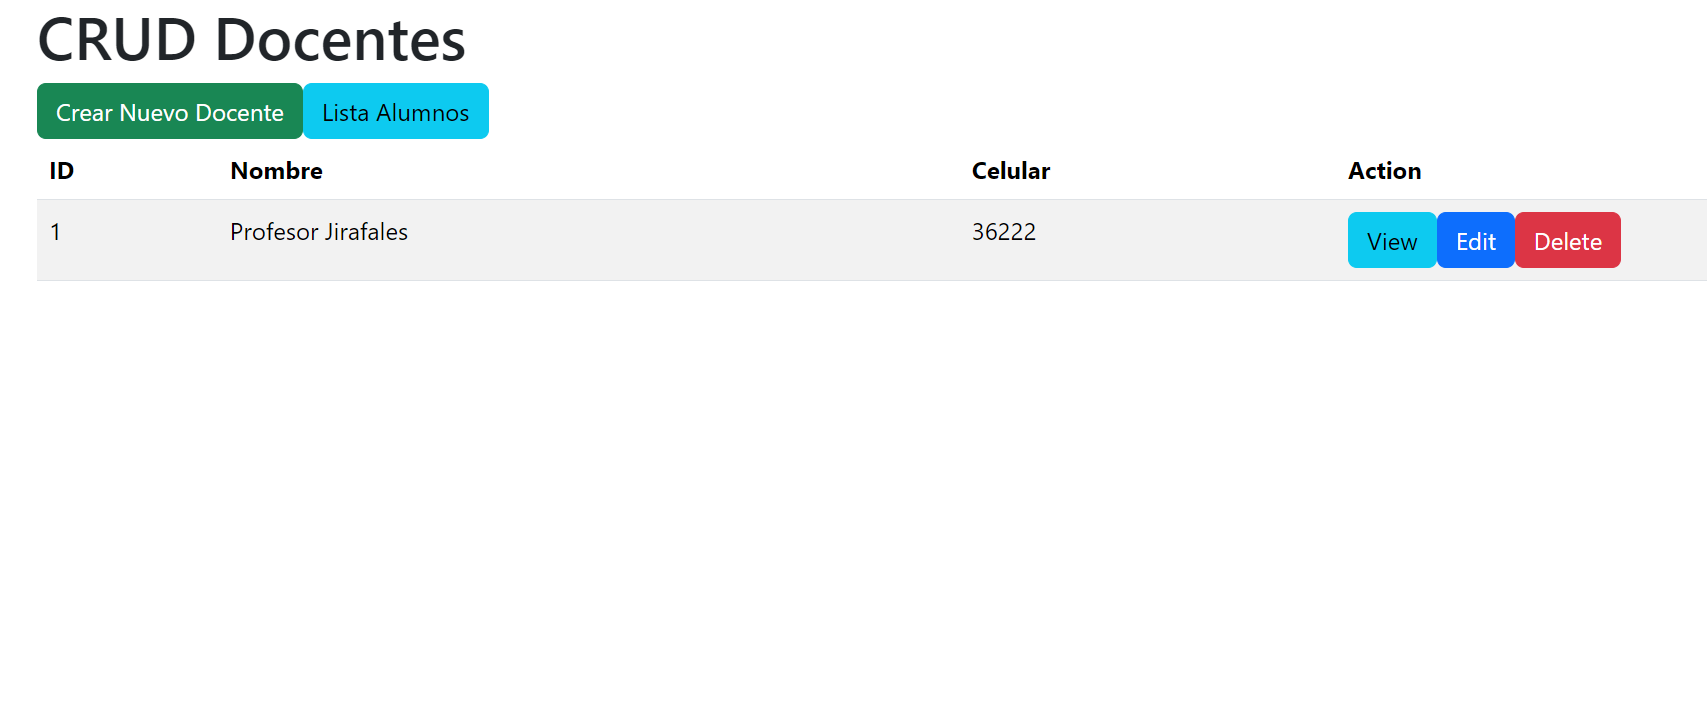 CRUD Docentes
Crear Nuevo Docente Lista Alumnos
ID Nombre Celular Action
1 Profesor Jirafales 36222 View Edit Delete